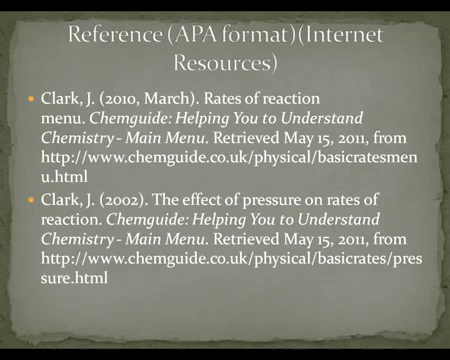 Reference (APA format)(Internet
Resources)
Clark, J. (2010, March). Rates of reaction
menu. Chemguide: Helping You to Understand
Chemistry - Main Menu. Retrieved May 15, 2011, from
http://www.chemguide.co.uk/physical/basicratesmen
u.html
Clark, J. (2002). The effect of pressure on rates of
reaction. Chemguide: Helping You to Understand
Chemistry - Main Menu. Retrieved May 15, 2011, from
http://www.chemguide.co.uk/physical/basicrates/pres
sure.html